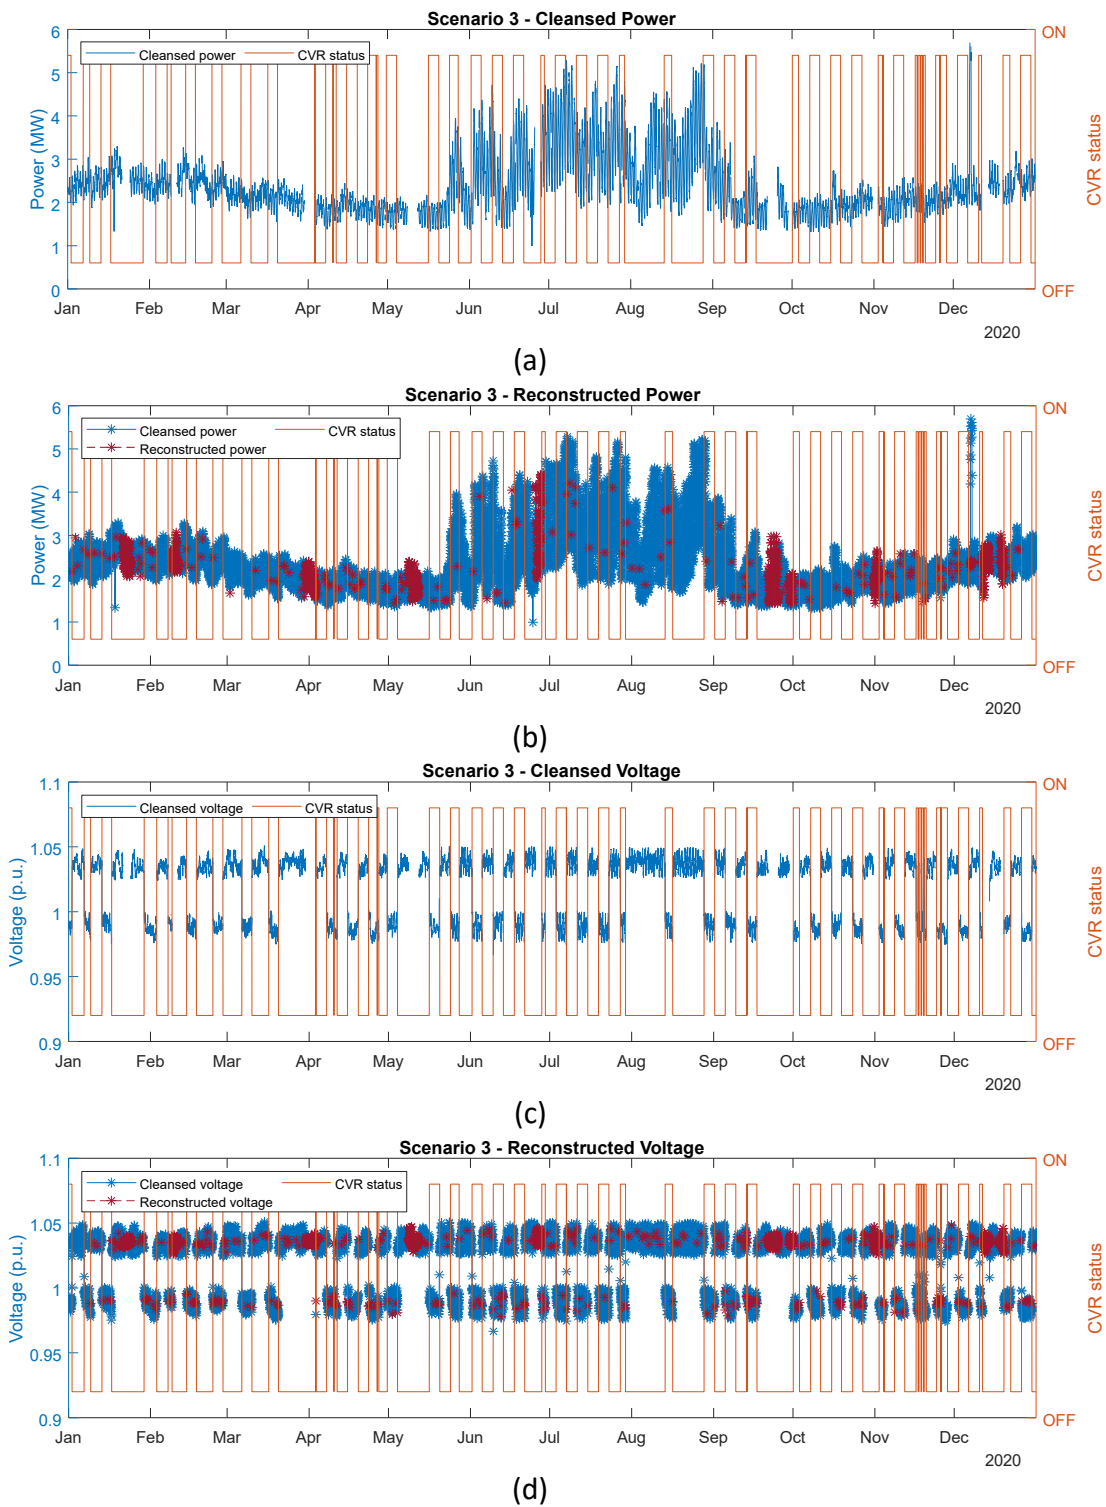 Scenario 3 - Cleansed Power
Cleansed power CVR status
6
5
4
3
2
1
0
Power (MW)
ON
OFF
CVR status
Jan Feb Mar Apr May Jun Jul Aug Sep Oct Nov Dec
2020
(a)
Scenario 3 - Reconstructed Power
Cleansed power CVR status
Reconstructed power
6
5
4
3
2
1
0
Power (MW)
ON
OFF
CVR status
Jan Feb Mar Apr May Jun Jul Aug Sep Oct Nov Dec
2020
(b)
Scenario 3 - Cleansed Voltage
Cleansed voltage CVR status
1.1
1.05
1
0.95
0.9
Voltage (p.u.)
ON
OFF
CVR status
Jan Feb Mar Apr May Jun Jul Aug Sep Oct Nov Dec
2020
(c)
Scenario 3 - Reconstructed Voltage
Cleansed voltage CVR status
Reconstructed voltage
1.1
1.05
1
0.95
0.9
Voltage (p.u.)
ON
OFF
CVR status
Jan Feb Mar Apr May Jun Jul Aug Sep Oct Nov Dec
2020
(d)